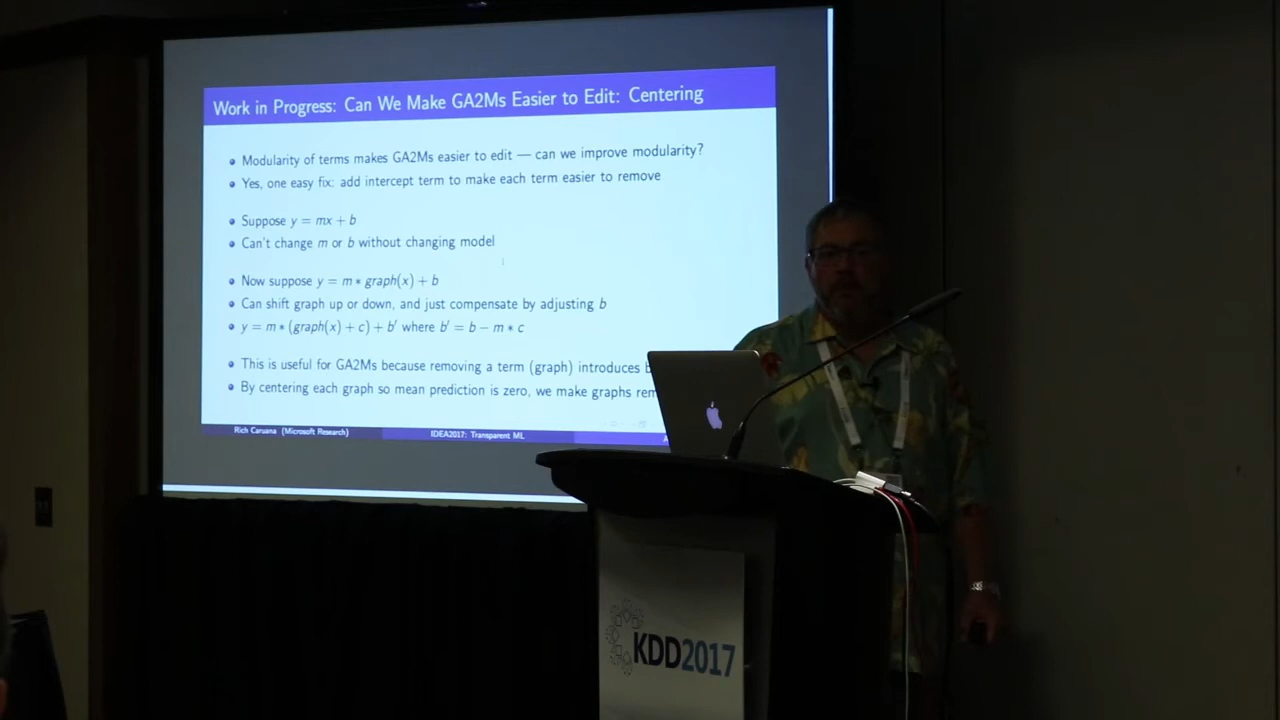 Work in Progress: Can We Make GA2Ms Easier to Edit: Centering
Modularity of terms makes GA2Ms easier to edit — can we improve modularity?
Yes, one easy fix: add intercept term to make each term easier to remove
Suppose y = mx + b
Can't change m or b without changing model
Now suppose y = m * graph(x) + b
Can shift graph up or down, and just compensate by adjusting b
y = m * (graph(x) + c) + b' where b' = b − m * c
This is useful for GA2Ms because removing a term (graph) introduces
By centering each graph so mean prediction is zero, we make graphs
Rich Caruana (Microsoft Research)
IDEA2017: Transparent ML
KDD2017